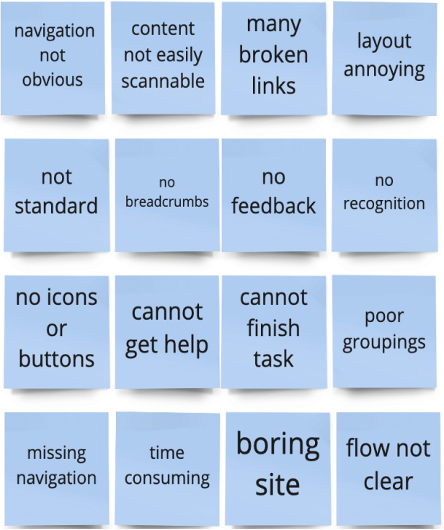 navigation
not
obvious
content
not easily
scannable
many
broken
links
layout
annoying
not
standard
no
breadcrumbs
no
feedback
no
recognition
no icons
or
buttons
cannot
get help
cannot
finish
task
poor
groupings
missing
navigation
time
consuming
boring
site
flow not
clear